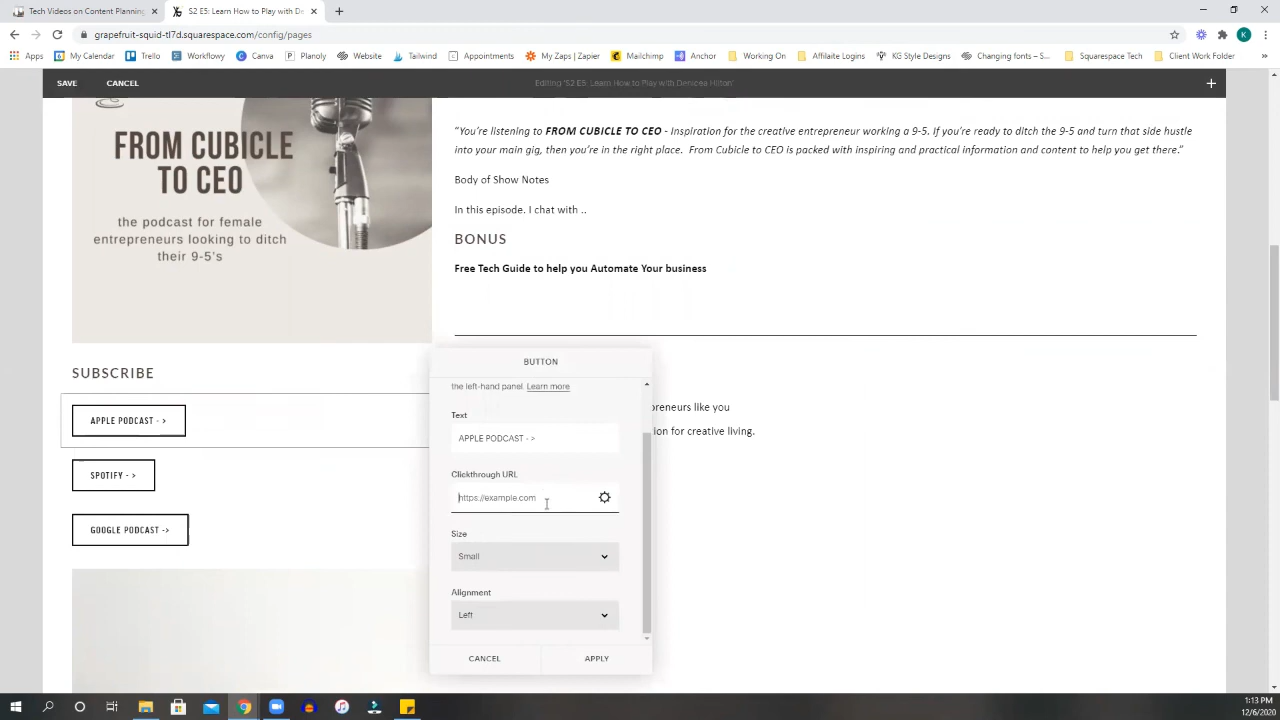 Tech Videos on Planning
S2 E5: Learn How to Play with De
grapefruit-squid-tl7d.squarespace.com/config/pages
Apps
My Calendar
Trello
Workflowy
Canva
Planoly
Website
Tailwind
Appointments
My Zaps | Zapier
Mailchimp
Anchor
Working On
Affilaite Links
KG Style Designs
Changing fonts – S...
Squarespace Tech
Client Work Folder
SAVE
CANCEL
Editing 'S2 E5: Learn How to Play with Denicea Hilton'
FROM CUBICLE
TO CEO
the podcast for female
entrepreneurs looking to ditch
their 9-5's
"You're listening to FROM CUBICLE TO CEO - Inspiration for the creative entrepreneur working a 9-5. If you're ready to ditch the 9-5 and turn that side hustle
into your main gig, then you're in the right place. From Cubicle to CEO is packed with inspiring and practical information and content to help you get there."
Body of Show Notes
In this episode. I chat with ..
BONUS
Free Tech Guide to help you Automate Your business
SUBSCRIBE
APPLE PODCAST - >
SPOTIFY - >
GOOGLE PODCAST ->
BUTTON
the left-hand panel. Learn more
Text
APPLE PODCAST - >
Clickthrough URL
https://example.com
Size
Small
Alignment
Left
CANCEL
APPLY
preneurs like you
ion for creative living.
1:13 PM
12/6/2020